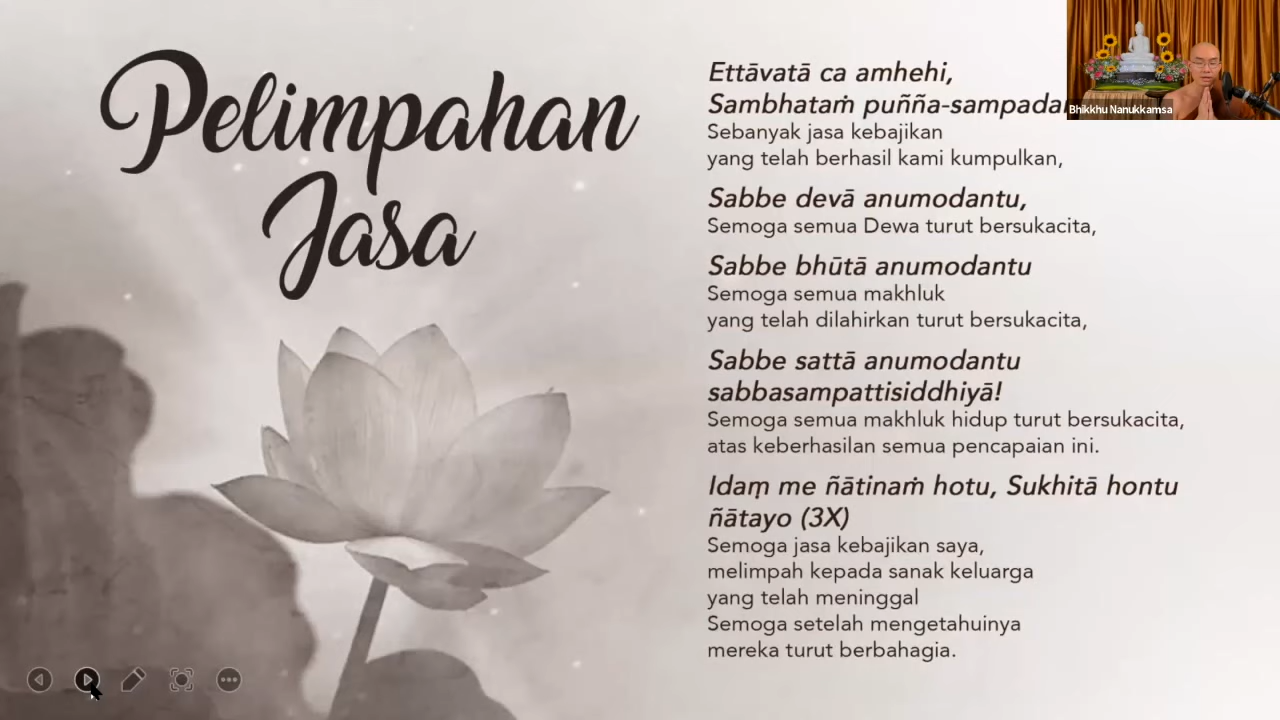 Pelimpahan
Jasa
Ettāvatā ca amhehi,
Sambhataṁ puñña-sampadaṁ
Sebanyak jasa kebajikan
yang telah berhasil kami kumpulkan,
Sabbe devā anumodantu,
Semoga semua Dewa turut bersukacita,
Sabbe bhūtā anumodantu
Semoga semua makhluk
yang telah dilahirkan turut bersukacita,
Sabbe sattā anumodantu
sabbasampattisiddhiyā!
Semoga semua makhluk hidup turut bersukacita,
atas keberhasilan semua pencapaian ini.
Idaṃ me ñātinaṁ hotu, Sukhitā hontu
ñātayo (3X)
Semoga jasa kebajikan saya,
melimpah kepada sanak keluarga
yang telah meninggal
Semoga setelah mengetahuinya
mereka turut berbahagia.
Bhikkhu Nanukkamsa